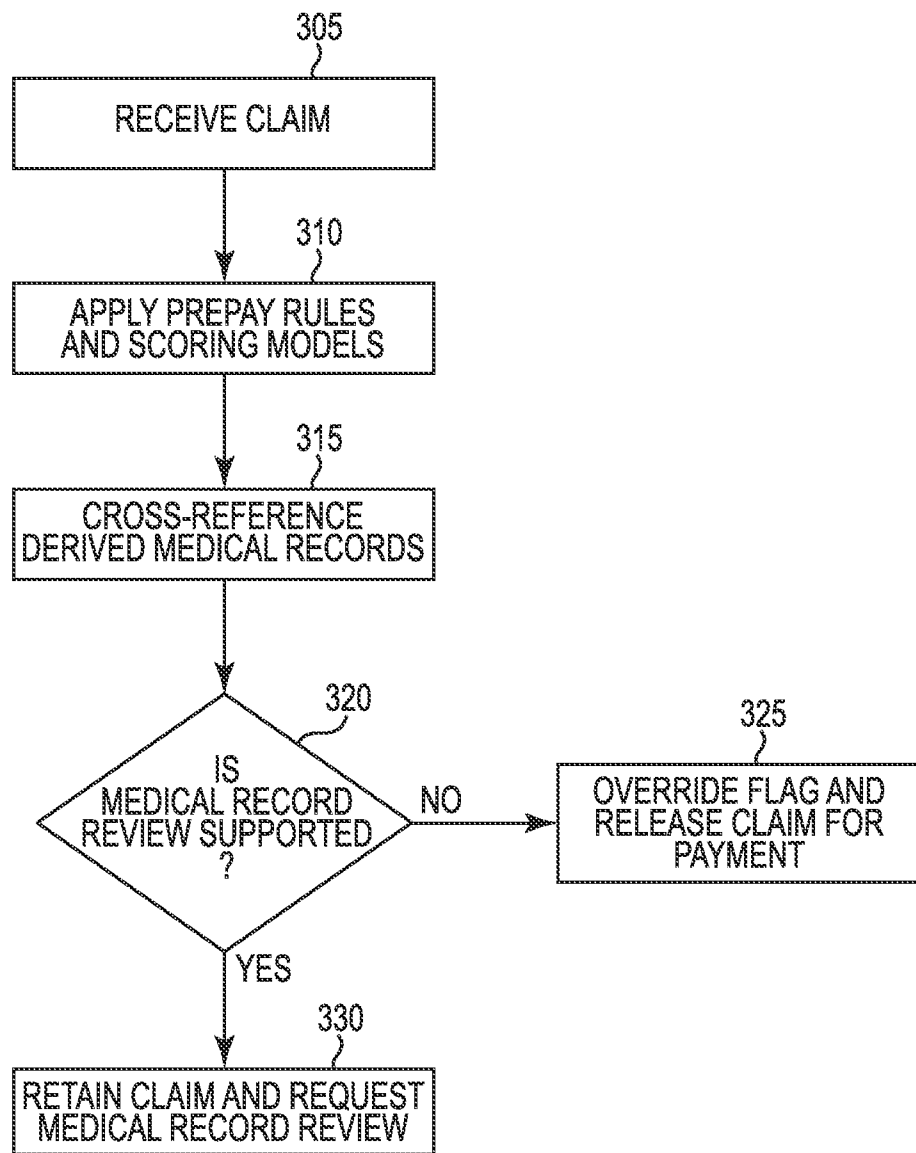 305
RECEIVE CLAIM
310
APPLY PREPAY RULES
AND SCORING MODELS
315
CROSS-REFERENCE
DERIVED MEDICAL RECORDS
320
IS
MEDICAL RECORD
REVIEW SUPPORTED
?
NO
325
OVERRIDE FLAG AND
RELEASE CLAIM FOR
PAYMENT
YES
330
RETAIN CLAIM AND REQUEST
MEDICAL RECORD REVIEW